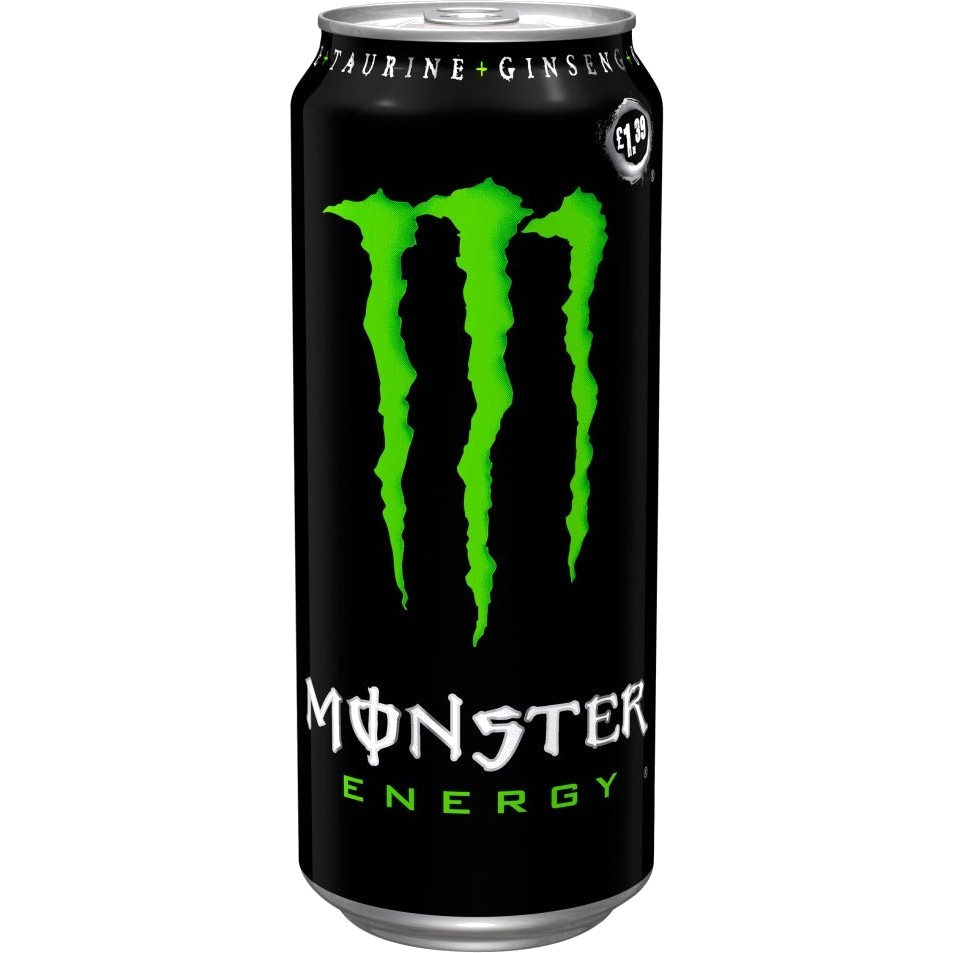 TAURINE + GINSENG +
£1.39
MONSTER
ENERGY